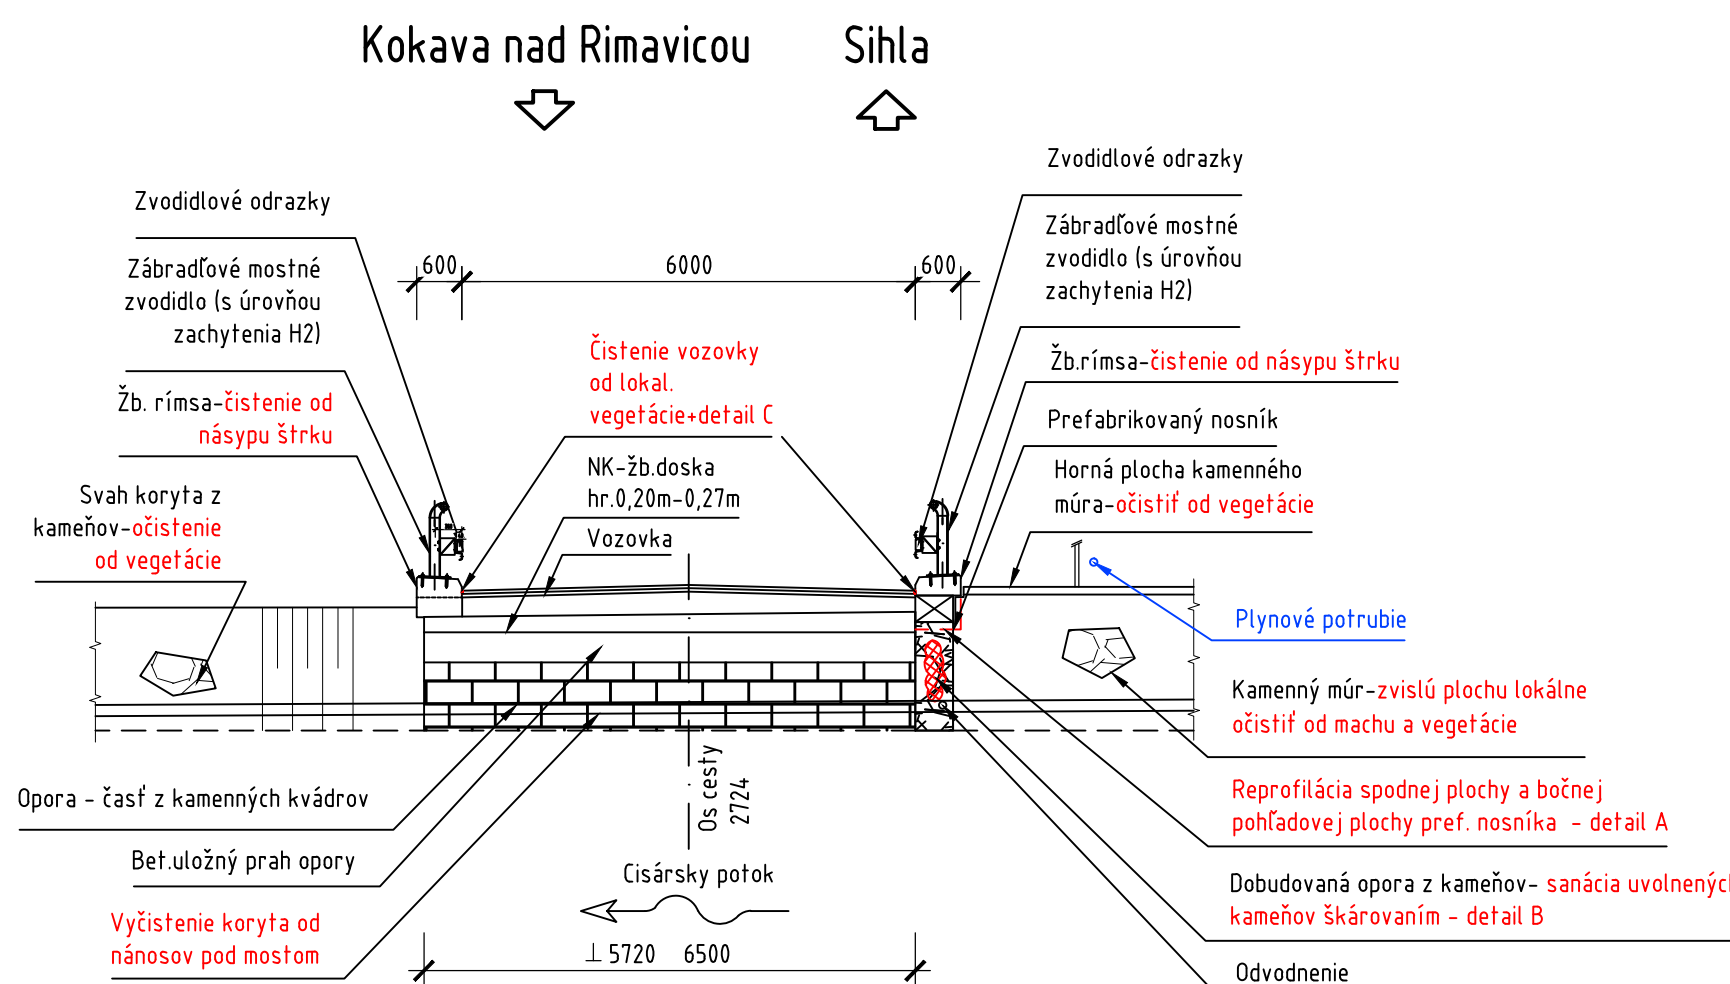 Kokava nad Rimavicou
Sihla
Zvodidlové odrazky
Zábradľové mostné
zvodidlo (s úrovňou
zachytenia H2)
Žb. rímsa-čistenie od
násypu štrku
Svah koryta z
kameňov-očistenie
od vegetácie
600
6000
600
Čistenie vozovky
od lokal.
vegetácie+detail C
NK-žb.doska
hr.0,20m-0,27m
Vozovka
Zvodidlové odrazky
Zábradľové mostné
zvodidlo (s úrovňou
zachytenia H2)
Žb.rímsa-čistenie od násypu štrku
Prefabrikovaný nosník
Horná plocha kamenného
múra-očistiť od vegetácie
Plynové potrubie
Kamenný múr-zvislú plochu lokálne
očistiť od machu a vegetácie
Reprofilácia spodnej plochy a bočnej
pohľadovej plochy pref. nosníka - detail A
Dobudovaná opora z kameňov- sanácia uvolnených
kameňov škárovaním - detail B
Odvodnenie
Opora - časť z kamenných kvádrov
Bet.uložný prah opory
Vyčistenie koryta od
nánosov pod mostom
Os cesty
2724
Cisársky potok
⊥ 5720 6500